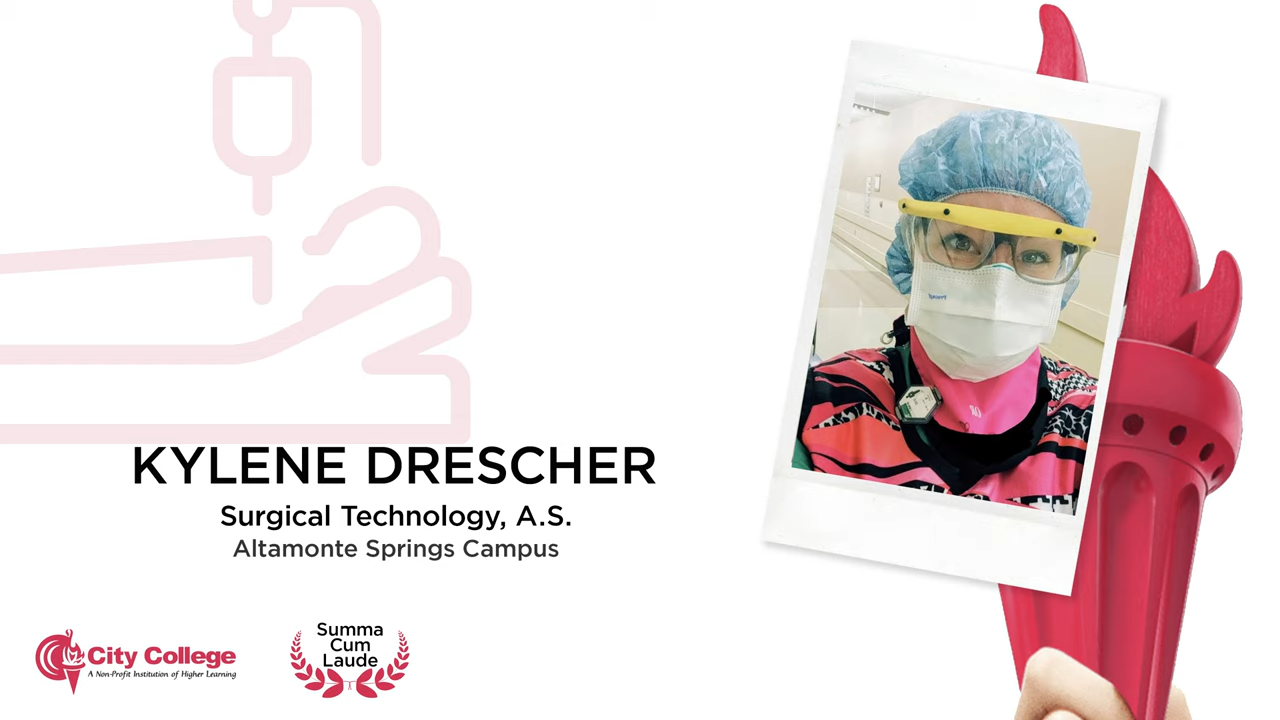 KYLENE DRESCHER
Surgical Technology, A.S.
Altamonte Springs Campus
City College
A Non-Profit Institution of Higher Learning
Summa
Cum
Laude